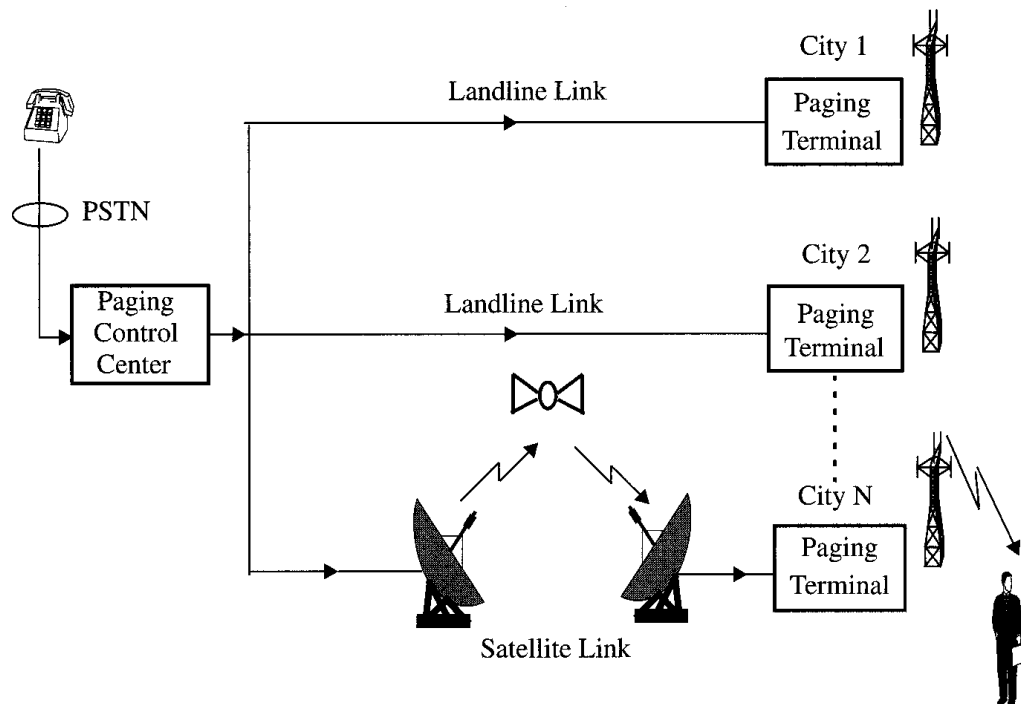 City 1
Landline Link
Paging
Terminal
PSTN
City 2
Paging
Control
Center
Landline Link
Paging
Terminal
City N
Paging
Terminal
Satellite Link